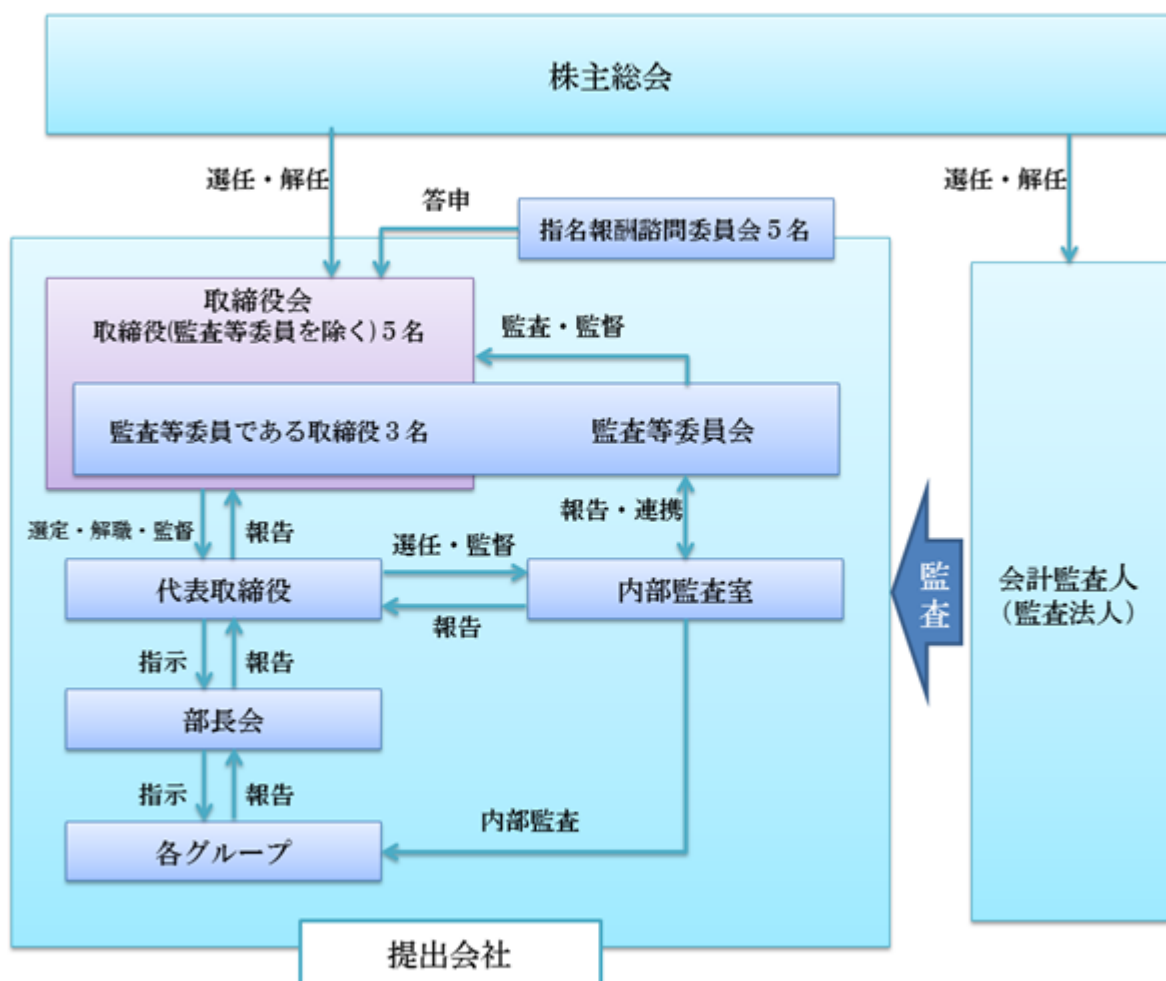 株主総会
選任・解任
選任・解任
答申
指名報酬諮問委員会５名
取締役会
取締役(監査等委員を除く)５名
監査・監督
監査等委員である取締役３名
監査等委員会
選定・解職・監督
報告
報告・連携
選任・監督
代表取締役
内部監査室
報告
監査
会計監査人
（監査法人）
指示
報告
部長会
指示
報告
内部監査
各グループ
提出会社